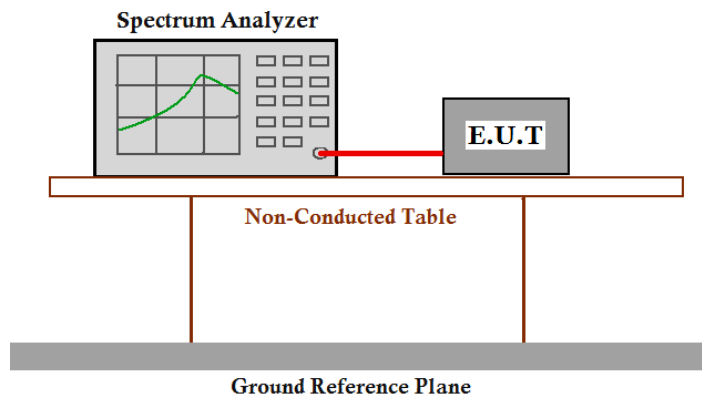 Spectrum Analyzer
E.U.T
Non-Conducted Table
Ground Reference Plane